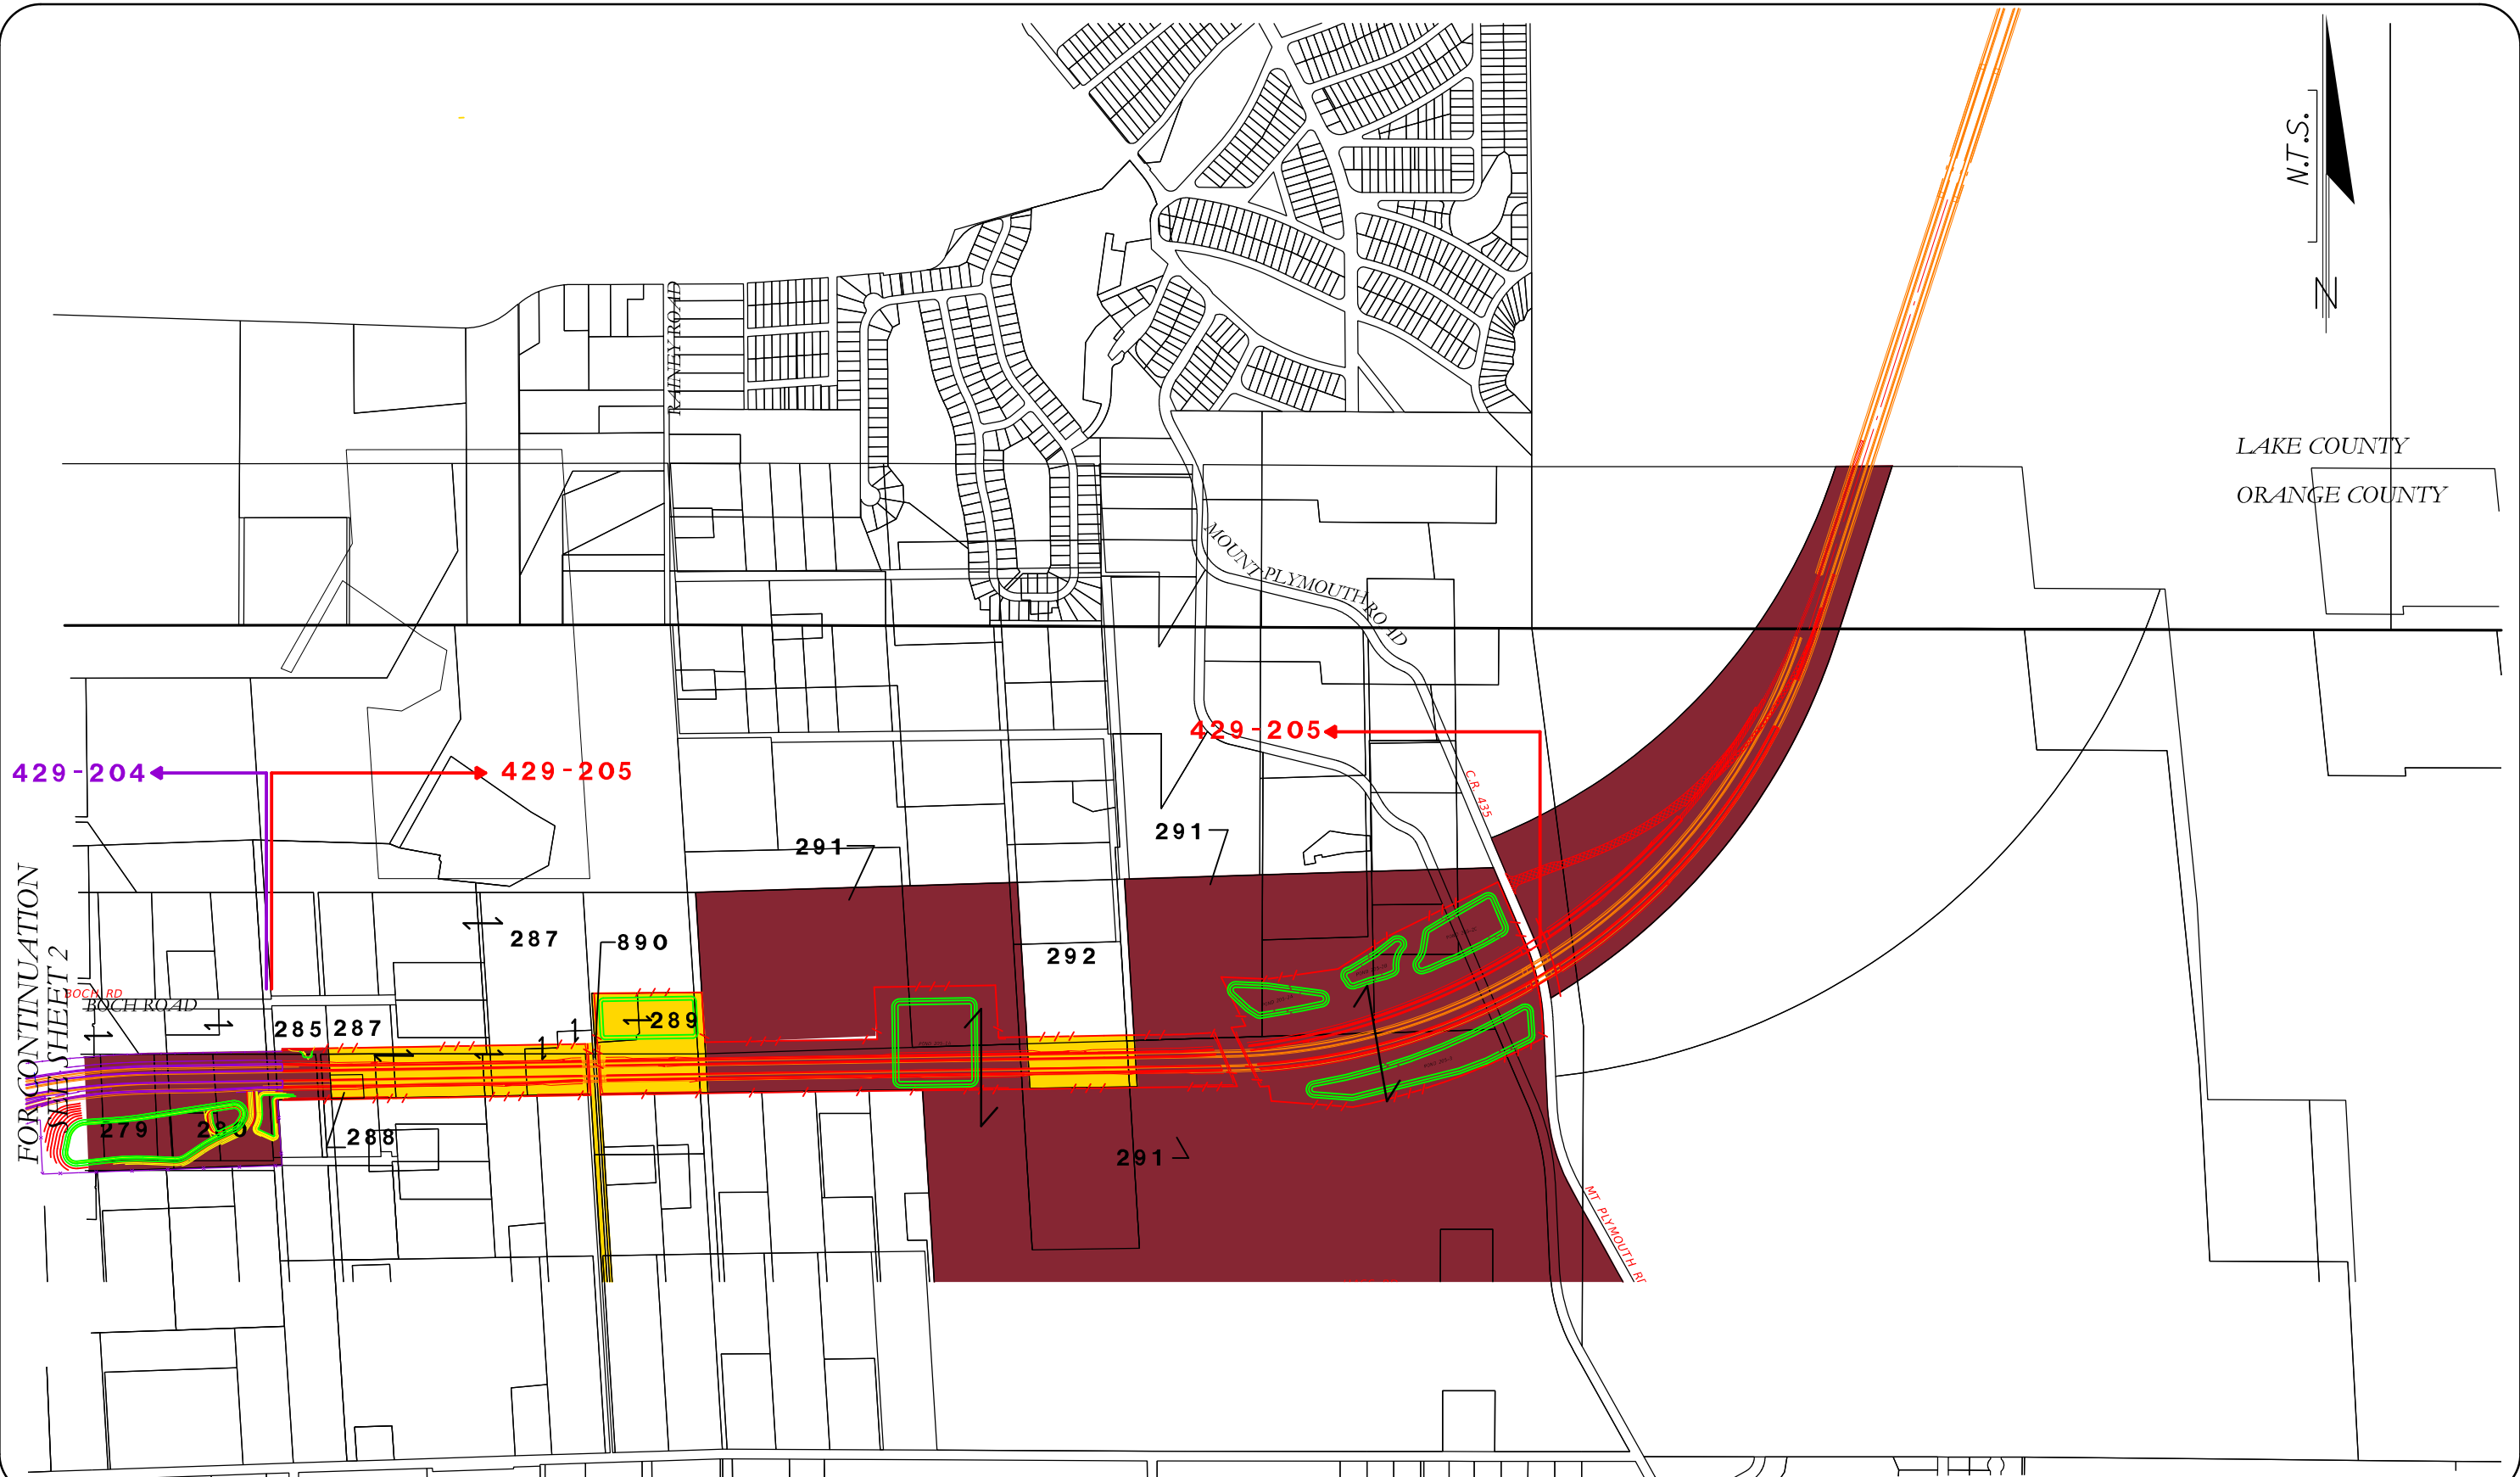 N.T.S.
N
RAINEY ROAD
LAKE COUNTY
ORANGE COUNTY
MOUNT PLYMOUTH ROAD
429-204
429-205
429-205
C.R. 435
291
291
287
890
292
FOR CONTINUATION
SEE SHEET 2
BOCH RD
BOCH ROAD
285
287
289
279
280
288
291
MT PLYMOUTH RD